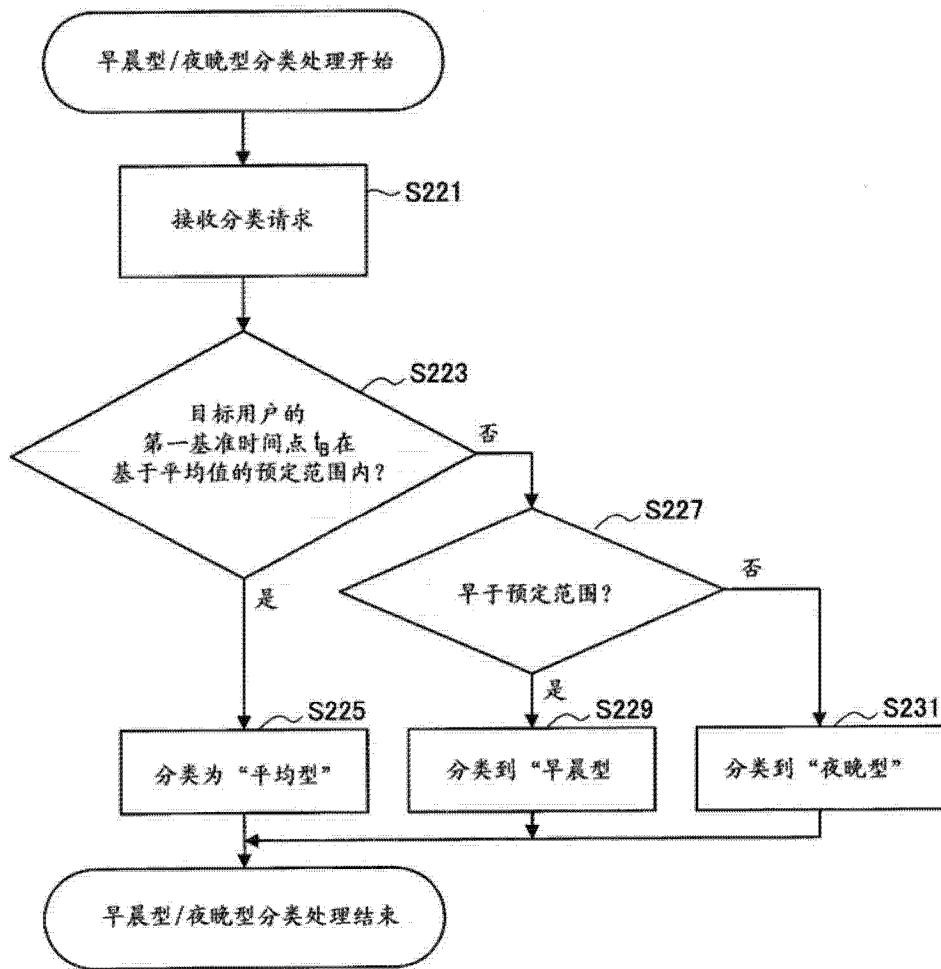 早晨型/夜晚型分类处理开始
S221
接收分类请求
S223
目标用户的
第一基准时间点 tB 在
基于平均值的预定范围内?
否
S227
早于预定范围?
否
是
是
S225
分类为“平均型”
S229
分类到“早晨型
S231
分类到“夜晚型”
早晨型/夜晚型分类处理结束